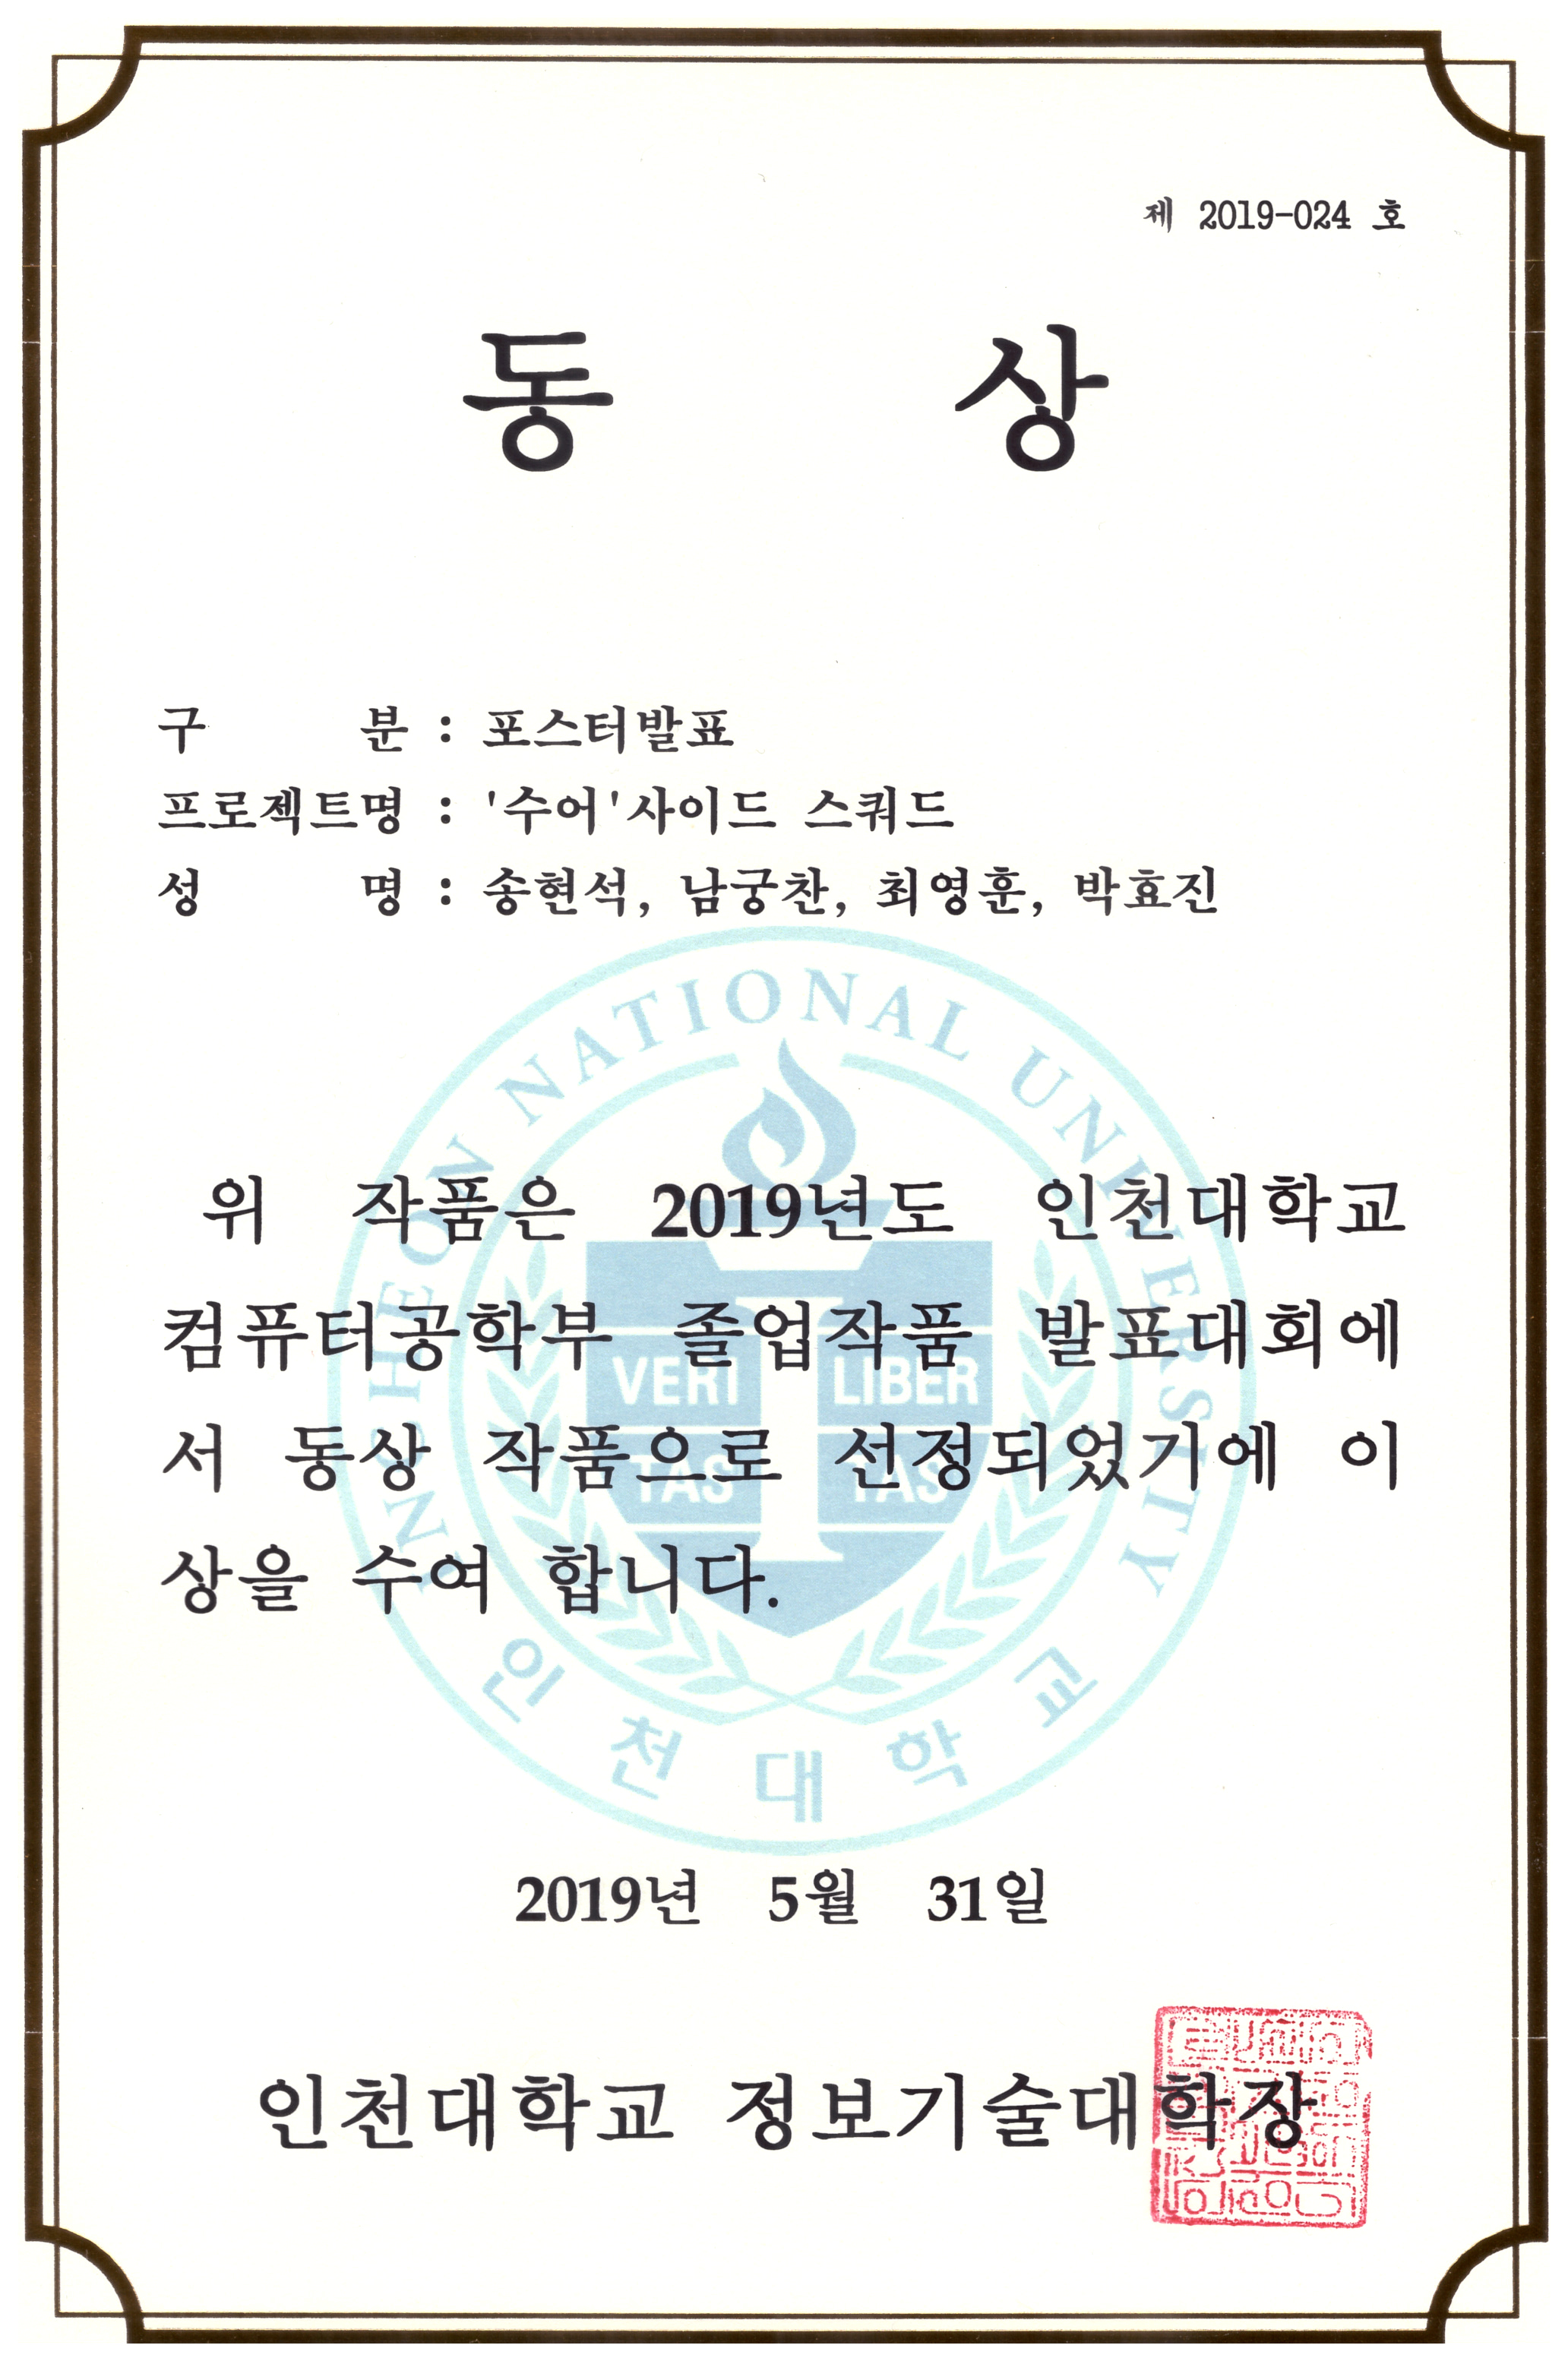 제 2019-024 호
동 상
구 분 : 포스터발표
프로젝트명 : '수어'사이드 스쿼드
성 명 : 송현석, 남궁찬, 최영훈, 박효진
INCHEON NATIONAL UNIVERSITY
위 작품은 2019년도 인천대학교
컴퓨터공학부 졸업작품 발표대회에
VERI LIBER
서 동상 작품으로 선정되었기에 이
TAS TAS
상을 수여 합니다.
인천대학교
2019년 5월 31일
인천대학교 정보기술대학장